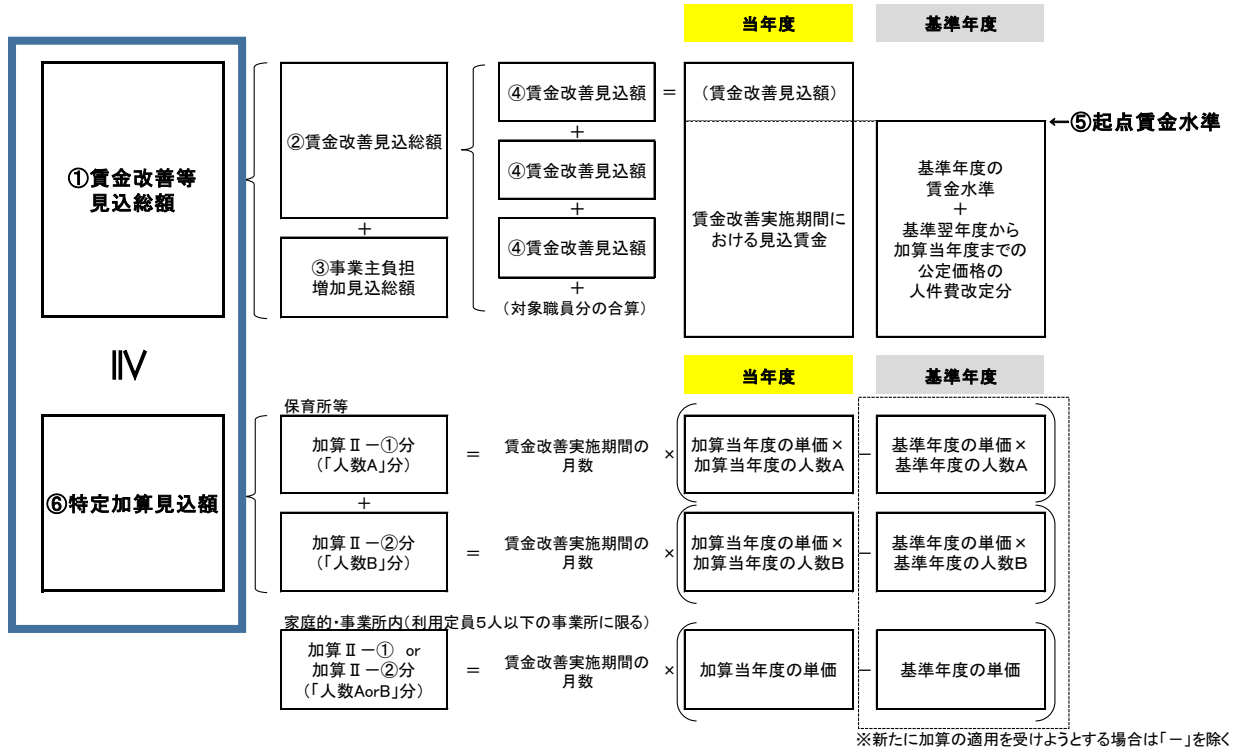 当年度
基準年度
①賃金改善等
見込総額
②賃金改善見込総額
+
③事業主負担
増加見込総額
④賃金改善見込額
=
+
④賃金改善見込額
+
④賃金改善見込額
+
(対象職員分の合算)
(賃金改善見込額)
賃金改善実施期間に
おける見込賃金
←⑤起点賃金水準
基準年度の
賃金水準
+
基準翌年度から
加算当年度までの
公定価格の
人件費改定分
≧
当年度
基準年度
⑥特定加算見込額
保育所等
加算Ⅱ-①分
(「人数A」分)
=
賃金改善実施期間の
月数
×
加算当年度の単価×
加算当年度の人数A
-
基準年度の単価×
基準年度の人数A
+
加算Ⅱ-②分
(「人数B」分)
=
賃金改善実施期間の
月数
×
加算当年度の単価×
加算当年度の人数B
-
基準年度の単価×
基準年度の人数B
家庭的・事業所内(利用定員5人以下の事業所に限る)
加算Ⅱ-① or
加算Ⅱ-②分
(「人数AorB」分)
=
賃金改善実施期間の
月数
×
加算当年度の単価
-
基準年度の単価
※新たに加算の適用を受けようとする場合は「-」を除く